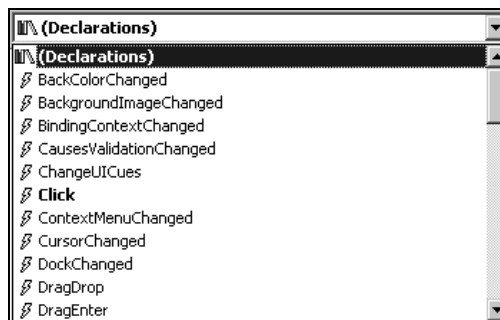 (Declarations)
(Declarations)
BackColorChanged
BackgroundImageChanged
BindingContextChanged
CausesValidationChanged
ChangeUICues
Click
ContextMenuChanged
CursorChanged
DockChanged
DragDrop
DragEnter